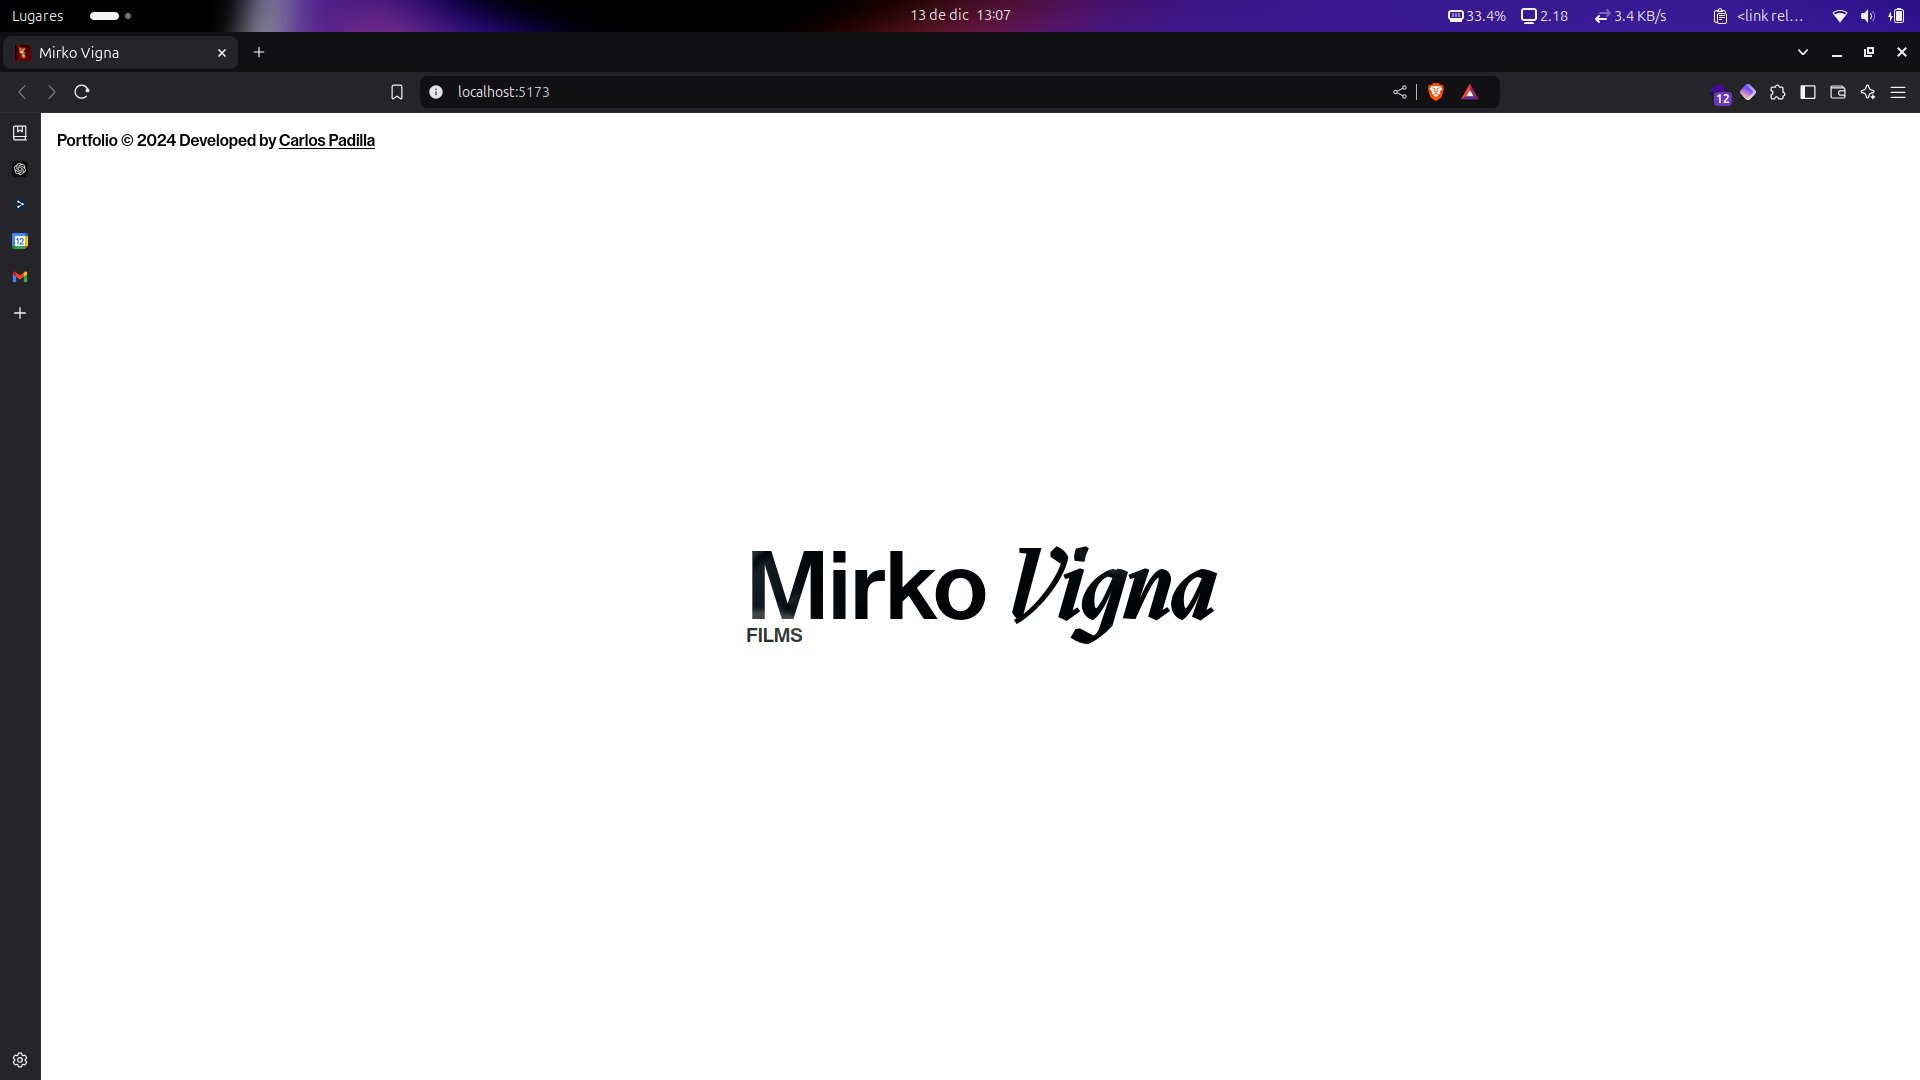 Lugares
13 de dic 13:07
33.4%
2.18
3.4 KB/s
<link rel...
Mirko Vigna
localhost:5173
12
12
Portfolio © 2024 Developed by Carlos Padilla
Mirko Vigna
FILMS